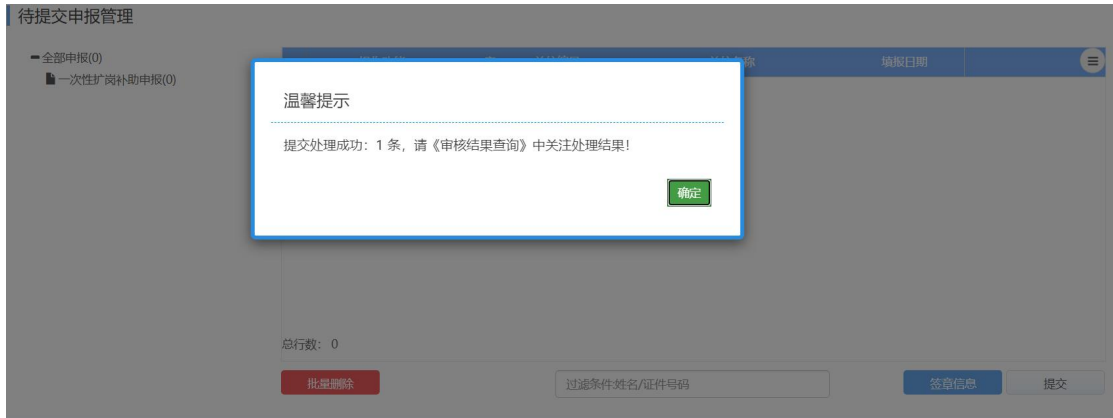 待提交申报管理
全部申报(0)
一次性扩岗补助申报(0)
填报日期
温馨提示
提交处理成功：1 条，请《审核结果查询》中关注处理结果！
确定
总行数： 0
批量删除
过滤条件:姓名/证件号码
签章信息
提交